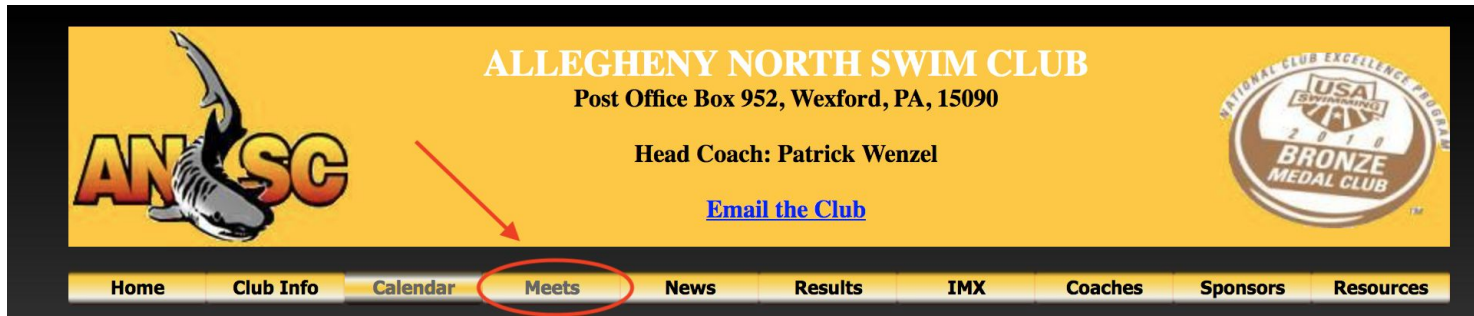 ALLEGHENY NORTH SWIM CLUB
Post Office Box 952, Wexford, PA, 15090
Head Coach: Patrick Wenzel
Email the Club
ANSC
NATIONAL CLUB EXCELLENCE PROGRAM
USA
SWIMMING
2010
BRONZE
MEDAL CLUB
TM
Home Club Info Calendar Meets News Results IMX Coaches Sponsors Resources